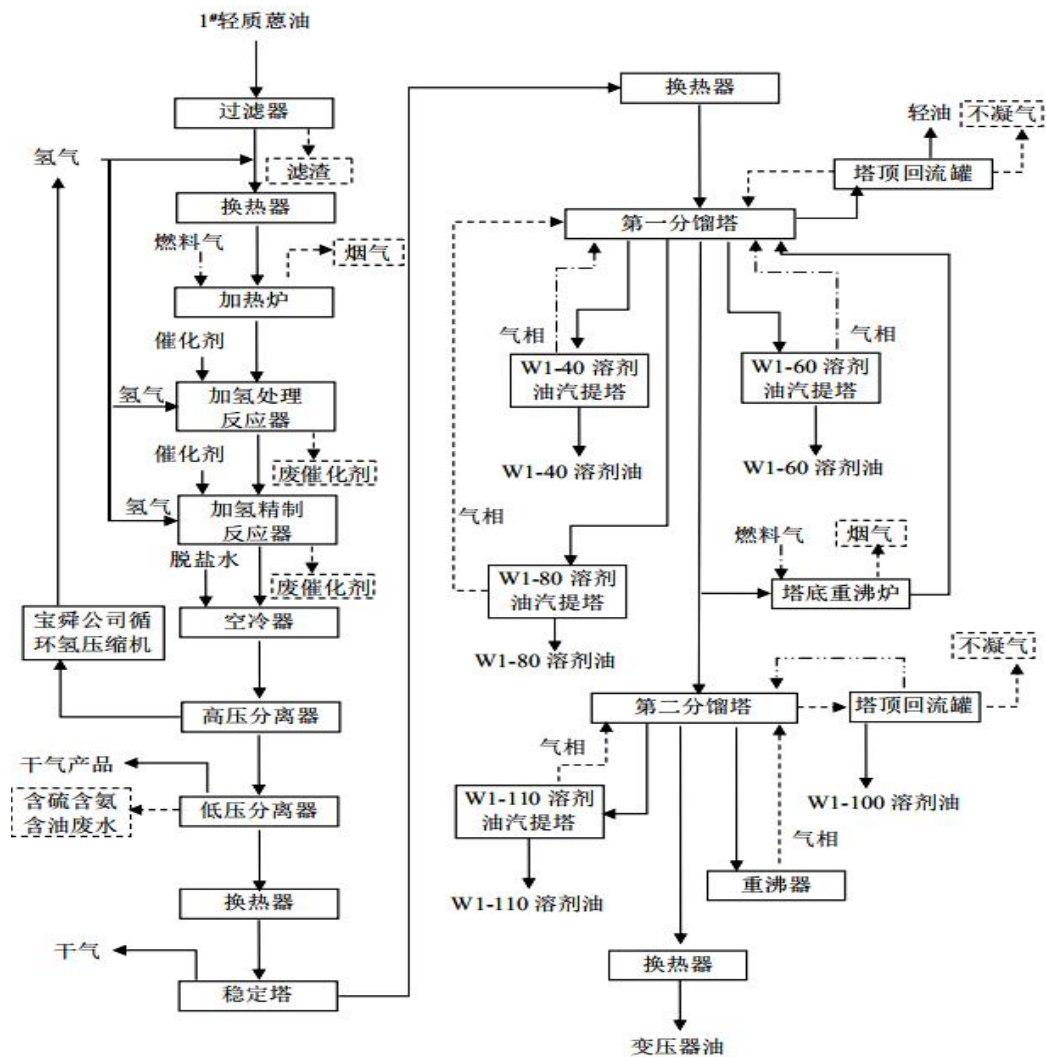 1#轻质蒽油
过滤器
氢气
滤渣
换热器
燃料气
烟气
加热炉
催化剂
氢气
加氢处理
反应器
催化剂
废催化剂
氢气
加氢精制
反应器
脱盐水
废催化剂
宝舜公司循
环氢压缩机
空冷器
高压分离器
干气产品
含硫含氨
含油废水
低压分离器
换热器
干气
稳定塔
换热器
轻油
不凝气
塔顶回流罐
第一分馏塔
气相
气相
W1-40 溶剂
油汽提塔
W1-60 溶剂
油汽提塔
W1-40 溶剂油
W1-60 溶剂油
气相
燃料气
烟气
W1-80 溶剂
油汽提塔
塔底重沸炉
W1-80 溶剂油
不凝气
第二分馏塔
塔顶回流罐
气相
W1-110 溶剂
油汽提塔
W1-100 溶剂油
气相
重沸器
W1-110 溶剂油
换热器
变压器油